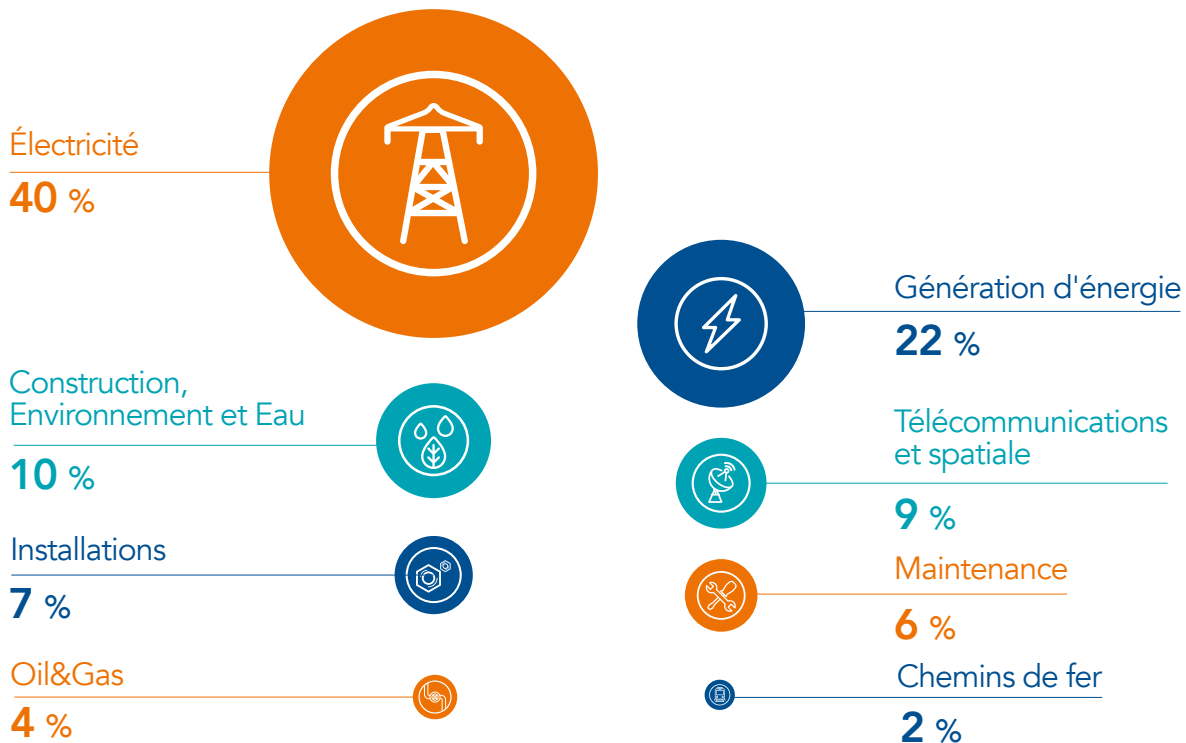 Électricité
40 %
Génération d'énergie
22 %
Construction,
Environnement et Eau
10 %
Télécommunications
et spatiale
9 %
Installations
7 %
Maintenance
6 %
Oil&Gas
4 %
Chemins de fer
2 %